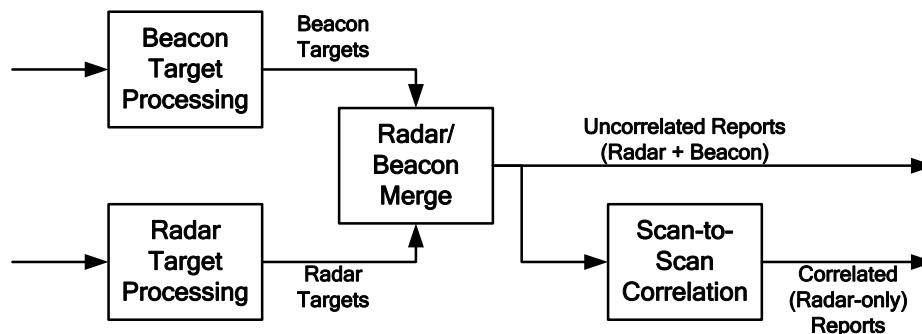 Beacon
Target
Processing
Beacon
Targets
Radar/
Beacon
Merge
Uncorrelated Reports
(Radar + Beacon)
Radar
Target
Processing
Radar
Targets
Scan-to-
Scan
Correlation
Correlated
(Radar-only)
Reports